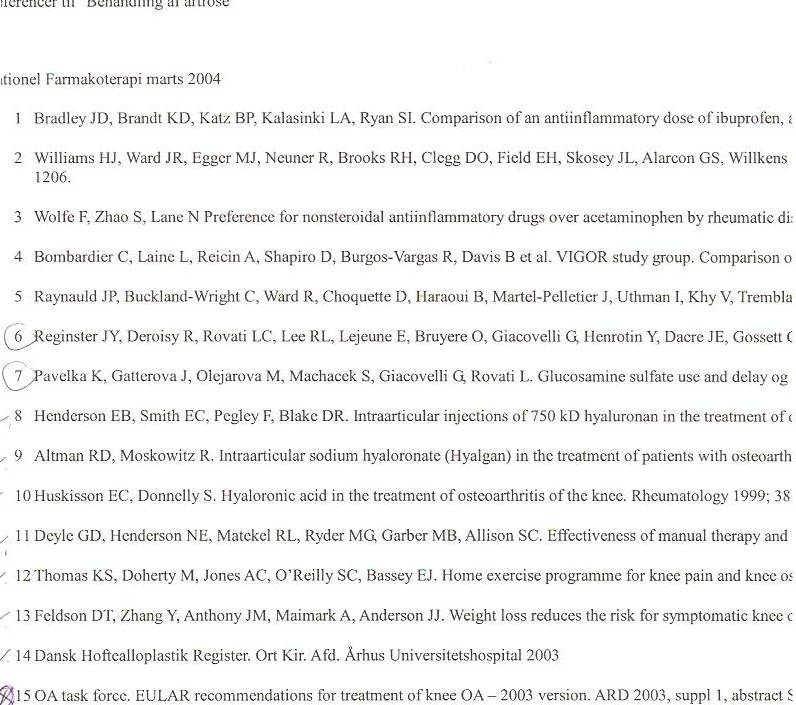 til "Behandling af artrose
tionel Farmakoterapi marts 2004
1 Bradley JD, Brandt KD, Katz BP, Kalasinki LA, Ryan SI. Comparison of an antiinflammatory dose of ibuprofen, a
2 Williams HJ, Ward JR, Egger MJ, Neuner R, Brooks RH, Clegg DO, Field EH, Skosey JL, Alarcon GS, Willkens
1206.
3 Wolfe F, Zhao S, Lane N Preference for nonsteroidal antiinflammatory drugs over acetaminophen by rheumatic di
4 Bombardier C, Laine L, Reicin A, Shapiro D, Burgos-Vargas R, Davis B et al. VIGOR study group. Comparison o
5 Raynauld JP, Buckland-Wright C, Ward R, Choquette D, Haraoui B, Martel-Pelletier J, Uthman I, Khy V, Trembla
6 Reginster JY, Deroisy R, Rovati LC, Lee RL, Lejeune E, Bruyere O, Giacovelli G, Henrotin Y, Dacre JE, Gossett
7 Pavelka K, Gatterova J, Olejarova M, Machacek S, Giacovelli G, Rovati L. Glucosamine sulfate use and delay og
8 Henderson EB, Smith EC, Pegley F, Blake DR. Intraarticular injections of 750 kD hyaluronan in the treatment of
9 Altman RD, Moskowitz R. Intraarticular sodium hyaloronate (Hyalgan) in the treatment of patients with osteoarth
10 Huskisson EC, Donnelly S. Hyaloronic acid in the treatment of osteoarthritis of the knee. Rheumatology 1999; 38
11 Deyle GD, Henderson NE, Matekel RL, Ryder MG, Garber MB, Allison SC. Effectiveness of manual therapy and
12 Thomas KS, Doherty M, Jones AC, O'Reilly SC, Bassey EJ. Home exercise programme for knee pain and knee os
13 Feldson DT, Zhang Y, Anthony JM, Maimark A, Anderson JJ. Weight loss reduces the risk for symptomatic knee
14 Dansk Hoftealloplastik Register. Ort Kir. Afd. Århus Universitetshospital 2003
15 OA task force. EULAR recommendations for treatment of knee OA – 2003 version. ARD 2003, suppl 1, abstract S